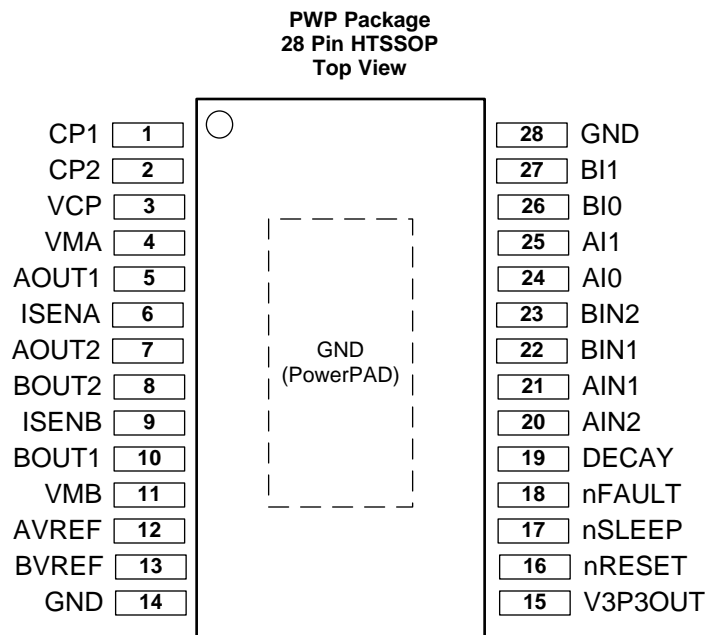 PWP Package
28 Pin HTSSOP
Top View
CP1 1 28 GND
CP2 2 27 BI1
VCP 3 26 BI0
VMA 4 25 AI1
AOUT1 5 24 AI0
ISENA 6 23 BIN2
AOUT2 7 22 BIN1
BOUT2 8 21 AIN1
ISENB 9 20 AIN2
BOUT1 10 19 DECAY
VMB 11 18 nFAULT
AVREF 12 17 nSLEEP
BVREF 13 16 nRESET
GND 14 15 V3P3OUT
GND
(PowerPAD)